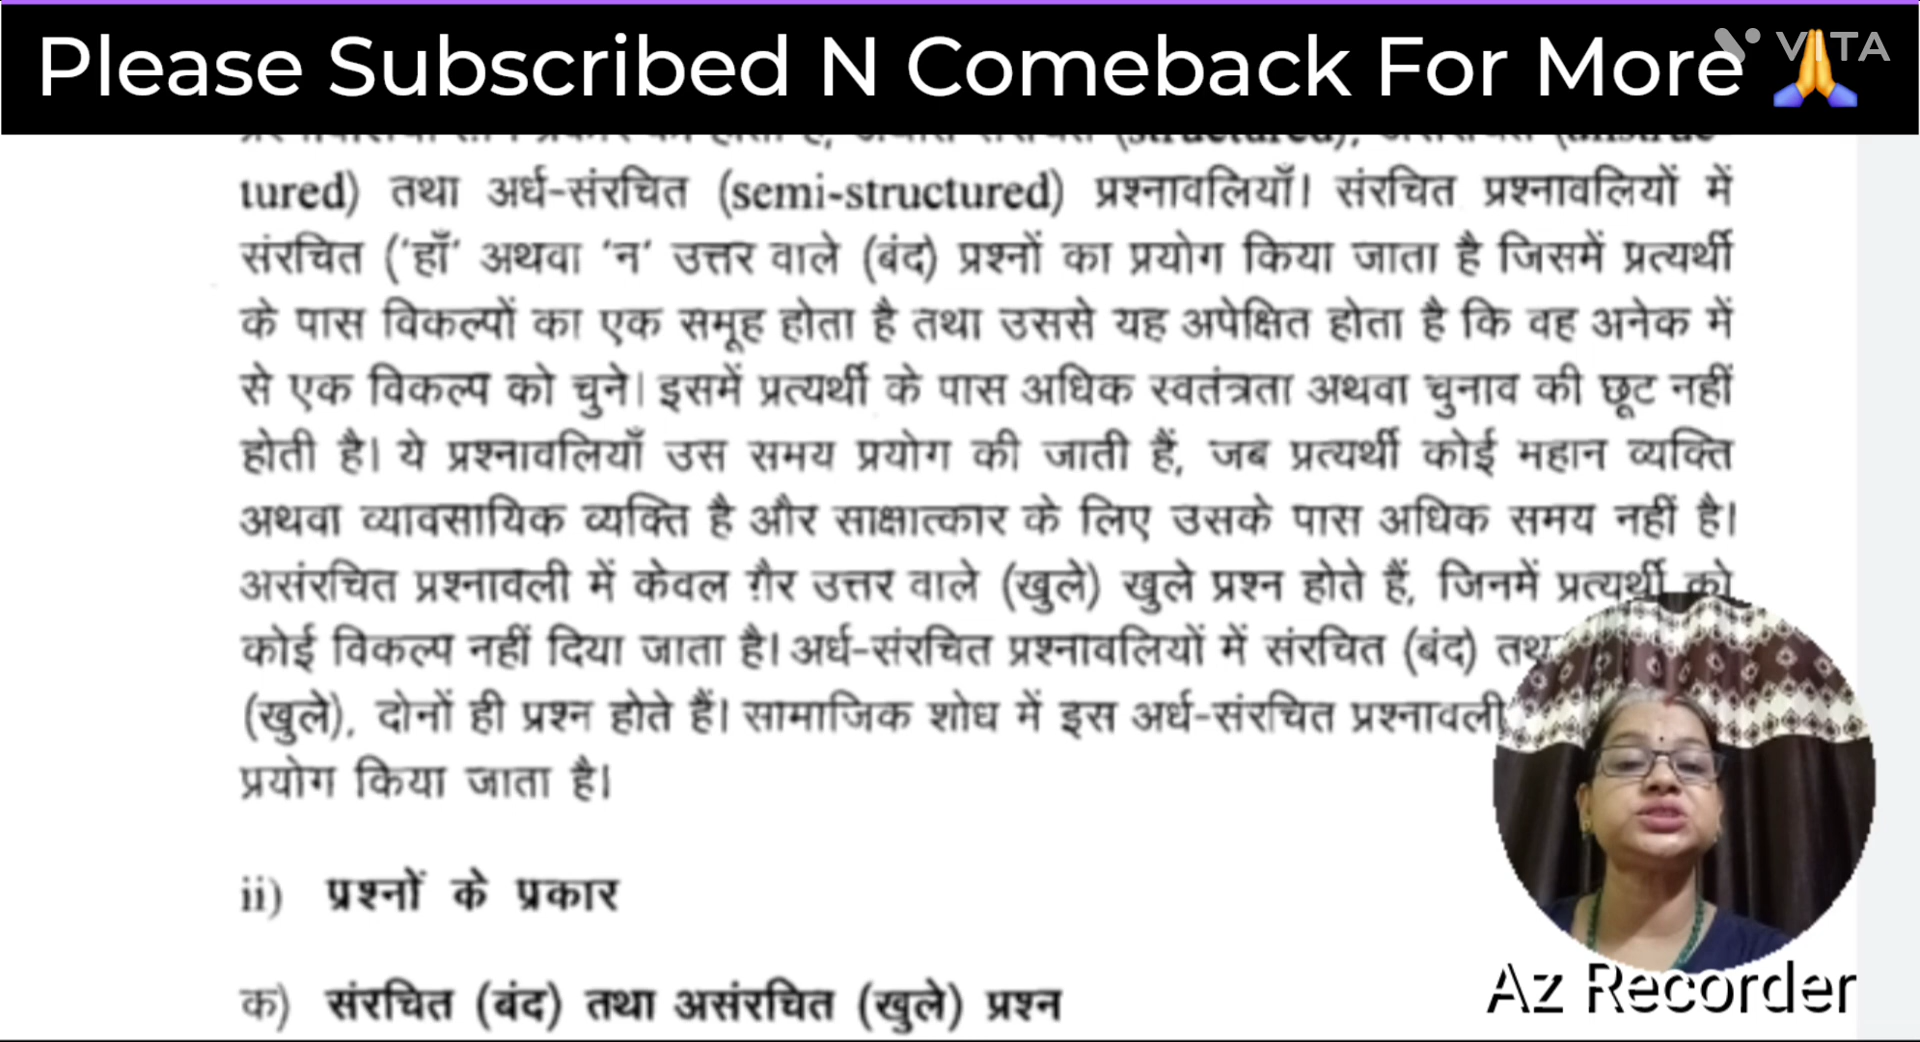 Please Subscribed N Comeback For More 🙏
VITA
tured) तथा अर्ध-संरचित (semi-structured) प्रश्नावलियाँ। संरचित प्रश्नावलियों में
संरचित ('हाँ' अथवा 'न' उत्तर वाले (बंद) प्रश्नों का प्रयोग किया जाता है जिसमें प्रत्यर्थी
के पास विकल्पों का एक समूह होता है तथा उससे यह अपेक्षित होता है कि वह अनेक में
से एक विकल्प को चुने। इसमें प्रत्यर्थी के पास अधिक स्वतंत्रता अथवा चुनाव की छूट नहीं
होती है। ये प्रश्नावलियाँ उस समय प्रयोग की जाती हैं, जब प्रत्यर्थी कोई महान व्यक्ति
अथवा व्यावसायिक व्यक्ति है और साक्षात्कार के लिए उसके पास अधिक समय नहीं है।
असंरचित प्रश्नावली में केवल ग़ैर उत्तर वाले (खुले) खुले प्रश्न होते हैं, जिनमें प्रत्यर्थी को
कोई विकल्प नहीं दिया जाता है। अर्ध-संरचित प्रश्नावलियों में संरचित (बंद)
(खुले), दोनों ही प्रश्न होते हैं। सामाजिक शोध में इस अर्ध-संरचित प्रश्नावली
प्रयोग किया जाता है।
ii) प्रश्नों के प्रकार
क) संरचित (बंद) तथा असंरचित (खुले) प्रश्न
Az Recorder